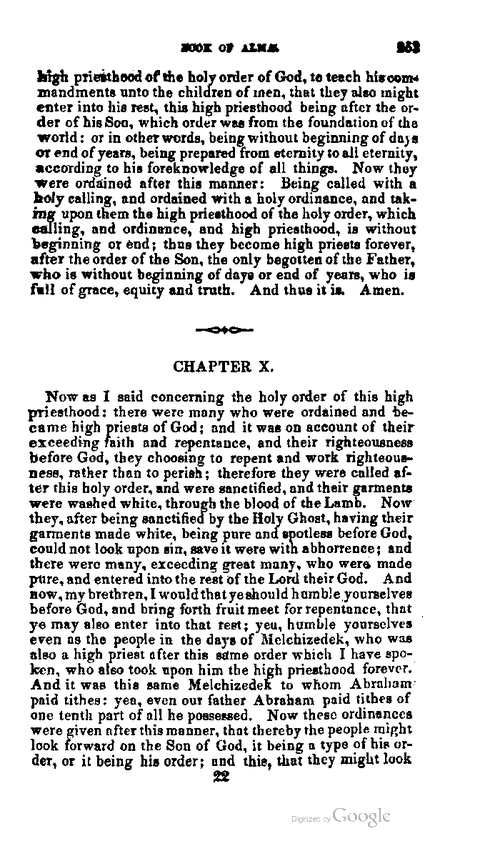 BOOK OF ALMA. 253
high priesthood of the holy order of God, to teach his com-
mandments unto the children of men, that they also might
enter into his rest, this high priesthood being after the or-
der of his Son, which order was from the foundation of the
world: or in other words, being without beginning of days
or end of years, being prepared from eternity to all eternity,
according to his foreknowledge of all things. Now they
were ordained after this manner: Being called with a
holy calling, and ordained with a holy ordinance, and tak-
ing upon them the high priesthood of the holy order, which
calling, and ordinance, and high priesthood, is without
beginning or end; thus they become high priests forever,
after the order of the Son, the only begotten of the Father,
who is without beginning of days or end of years, who is
full of grace, equity and truth. And thus it is. Amen.
CHAPTER X.
Now as I said concerning the holy order of this high
priesthood: there were many who were ordained and be-
came high priests of God; and it was on account of their
exceeding faith and repentance, and their righteousness
before God, they choosing to repent and work righteous-
ness, rather than to perish; therefore they were called af-
ter this holy order, and were sanctified, and their garments
were washed white, through the blood of the Lamb. Now
they, after being sanctified by the Holy Ghost, having their
garments made white, being pure and spotless before God,
could not look upon sin, save it were with abhorrence; and
there were many, exceeding great many, who were made
pure, and entered into the rest of the Lord their God. And
now, my brethren, I would that ye should humble yourselves
before God, and bring forth fruit meet for repentance, that
ye may also enter into that rest; yea, humble yourselves
even as the people in the days of Melchizedek, who was
also a high priest after this same order which I have spo-
ken, who also took upon him the high priesthood forever.
And it was this same Melchizedek to whom Abraham
paid tithes: yea, even our father Abraham paid tithes of
one tenth part of all he possessed. Now these ordinances
were given after this manner, that thereby the people might
look forward on the Son of God, it being a type of his or-
der, or it being his order; and this, that they might look
22
Digitized by Google